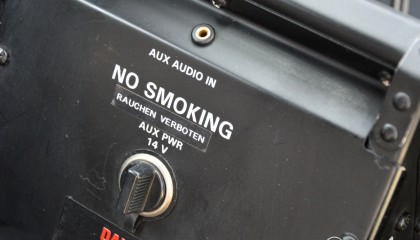 AUX AUDIO IN
NO SMOKING
RAUCHEN VERBOTEN
AUX PWR
14 V